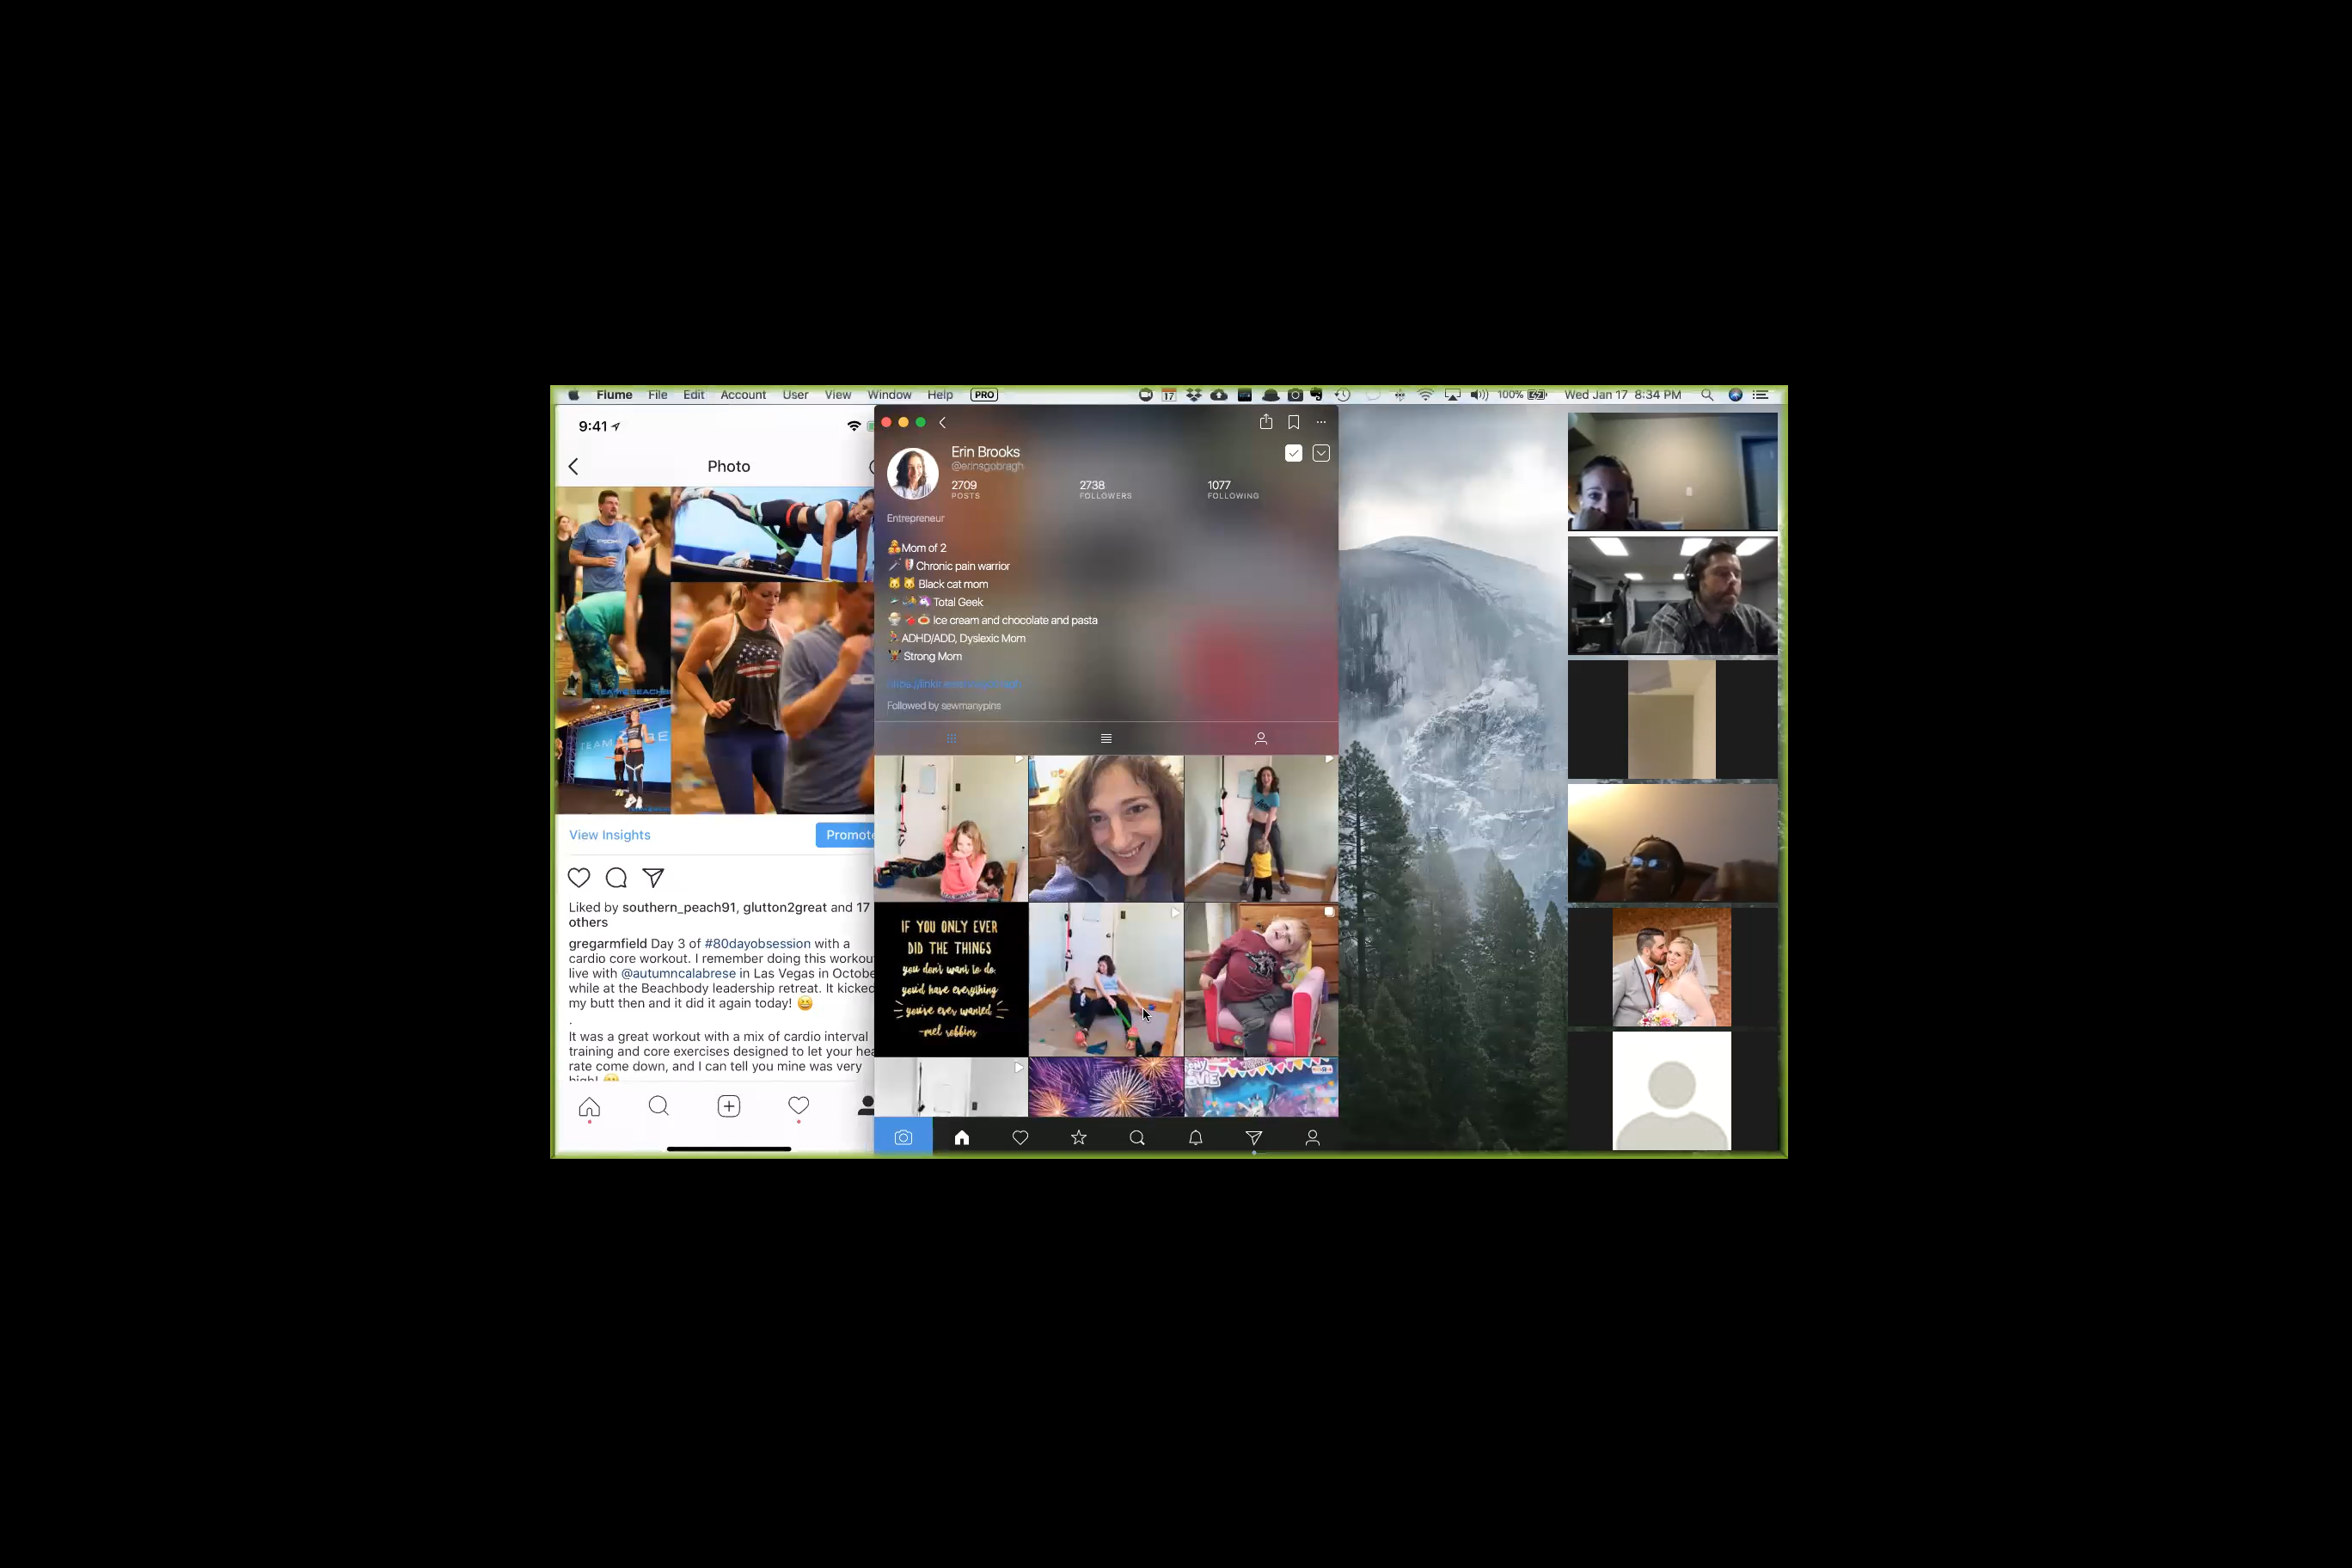 Flume File Edit Account User View Window Help PRO
17
100%
Wed Jan 17 8:34 PM
9:41
Photo
View Insights
Promote
Liked by southern_peach91, glutton2great and 17
others
gregarmfield Day 3 of #80dayobsession with a
cardio core workout. I remember doing this workou
live with @autumncalabrese in Las Vegas in Octobe
while at the Beachbody leadership retreat. It kicked
my butt then and it did it again today! 😆
.
It was a great workout with a mix of cardio interval
training and core exercises designed to let your hea
rate come down, and I can tell you mine was very
high!
Erin Brooks
@erinsgobragh
2709 2738 1077
POSTS FOLLOWERS FOLLOWING
Entrepreneur
Mom of 2
Chronic pain warrior
Black cat mom
Total Geek
Ice cream and chocolate and pasta
ADHD/ADD, Dyslexic Mom
Strong Mom
Followed by sewmanypins
IF YOU ONLY EVER
DID THE THINGS
you don't want to do,
you'd have everything
you've ever wanted
-mel robbins